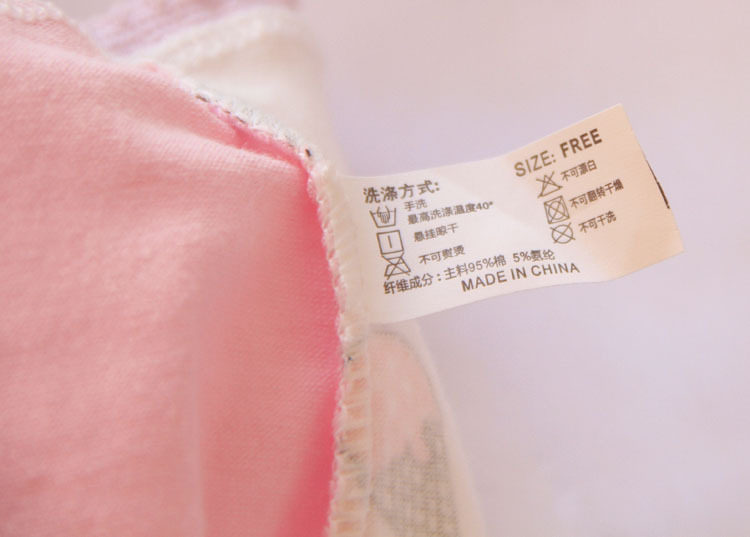 SIZE: FREE
洗涤方式:
手洗
最高洗涤温度40°
悬挂晾干
不可熨烫
不可漂白
不可翻转干燥
不可干洗
纤维成分：主料95%棉 5%氨纶
MADE IN CHINA